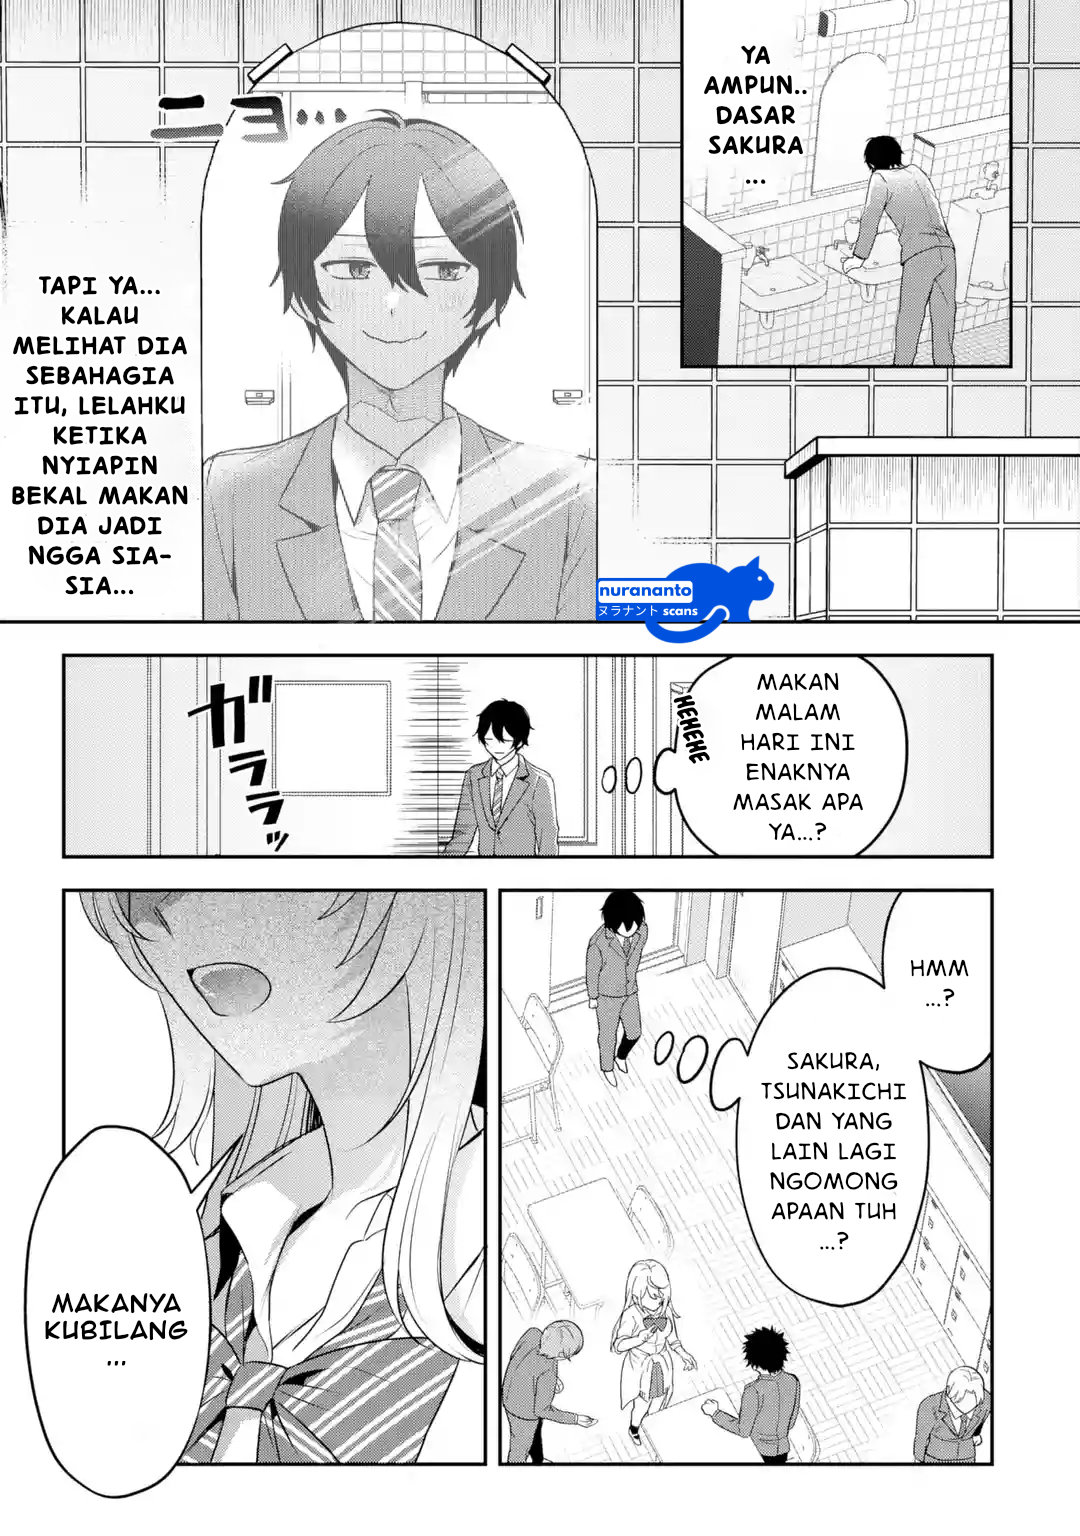 YA
AMPUN..
DASAR
SAKURA
...
ニョ...
TAPI YA...
KALAU
MELIHAT DIA
SEBAHAGIA
ITU, LELAHKU
KETIKA
NYIAPIN
BEKAL MAKAN
DIA JADI
NGGA SIA-
SIA...
nurananto
ヌラナント scans
MAKAN
MALAM
HARI INI
ENAKNYA
MASAK APA
YA...?
HEHEHE
ガララッ
HMM
...?
SAKURA,
TSUNAKICHI
DAN YANG
LAIN LAGI
NGOMONG
APAAN TUH
...?
MAKANYA
KUBILANG
...